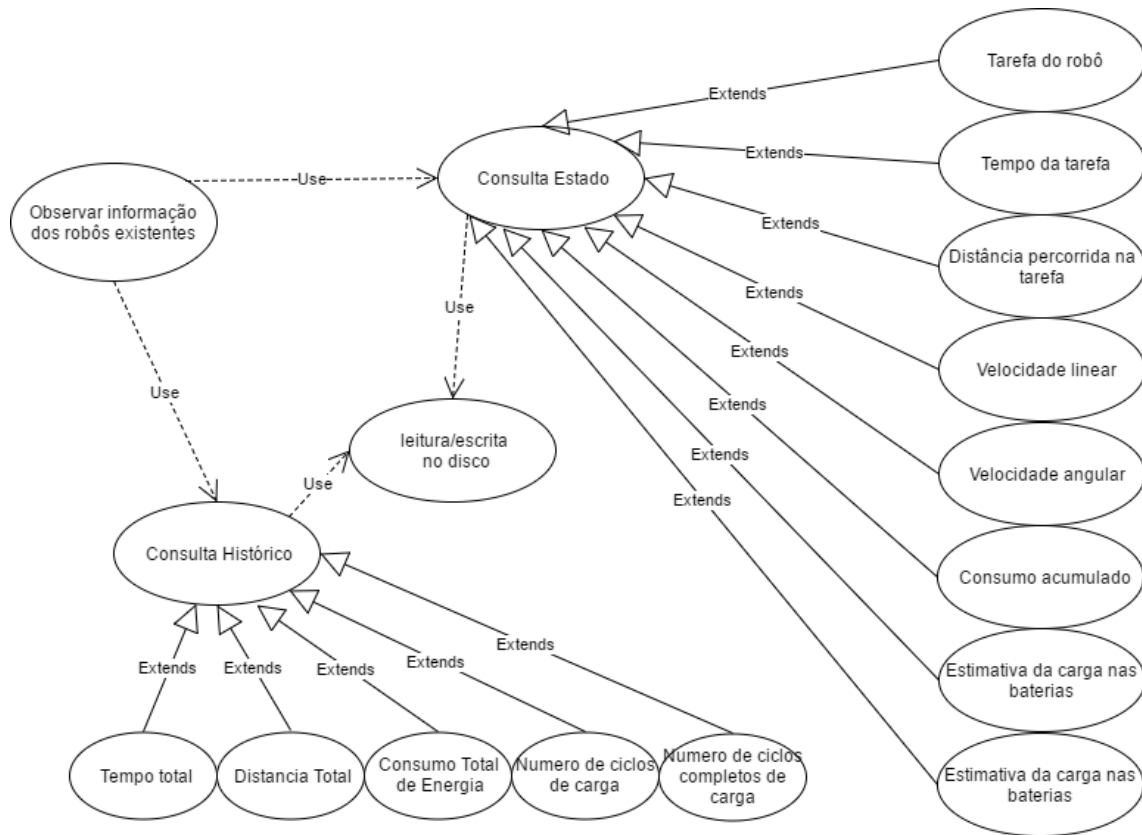 Tarefa do robô
Extends
Tempo da tarefa
Extends
Consulta Estado
Use
Observar informação
dos robôs existentes
Extends
Distância percorrida na
tarefa
Extends
Use
Extends
Velocidade linear
Use
Extends
Extends
leitura/escrita
no disco
Velocidade angular
Use
Extends
Consulta Histórico
Consumo acumulado
Extends
Extends
Extends
Extends
Extends
Estimativa da carga nas
baterias
Tempo total
Distancia Total
Consumo Total
de Energia
Numero de ciclos
de carga
Numero de ciclos
completos de
carga
Estimativa da carga nas
baterias